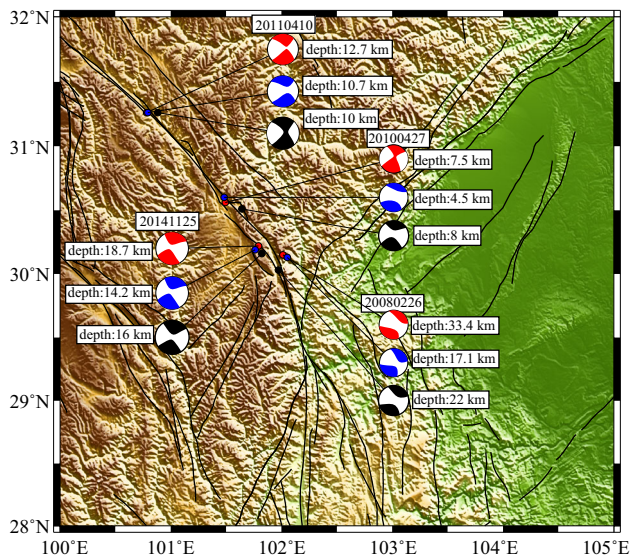 32°N
20110410
depth:12.7 km
depth:10.7 km
depth:10 km
31°N
20100427
depth:7.5 km
depth:4.5 km
depth:8 km
20141125
depth:18.7 km
depth:14.2 km
depth:16 km
30°N
20080226
depth:33.4 km
depth:17.1 km
depth:22 km
29°N
28°N
100°E
101°E
102°E
103°E
104°E
105°E